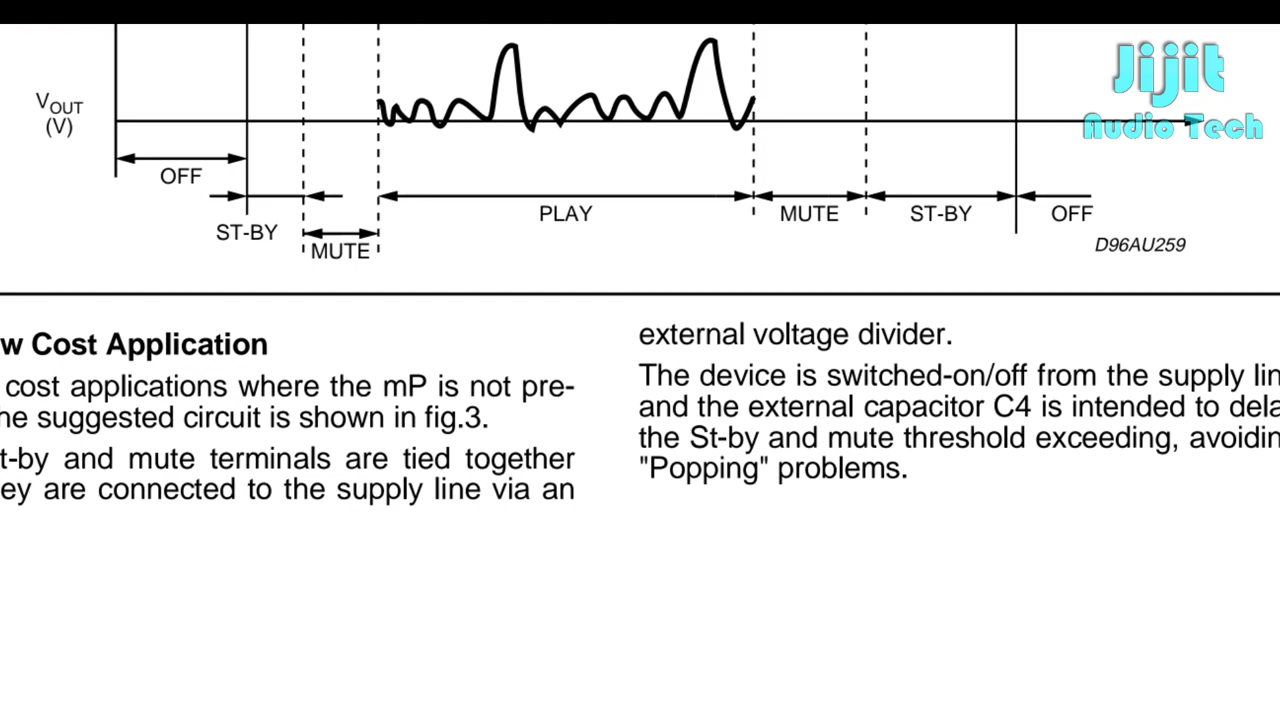 Jijit
Audio Tech
VOUT
(V)
OFF
ST-BY
MUTE
PLAY
MUTE
ST-BY
OFF
D96AU259
w Cost Application
cost applications where the mP is not pre-
he suggested circuit is shown in fig.3.
t-by and mute terminals are tied together
ey are connected to the supply line via an
external voltage divider.
The device is switched-on/off from the supply lin
and the external capacitor C4 is intended to dela
the St-by and mute threshold exceeding, avoidin
"Popping" problems.